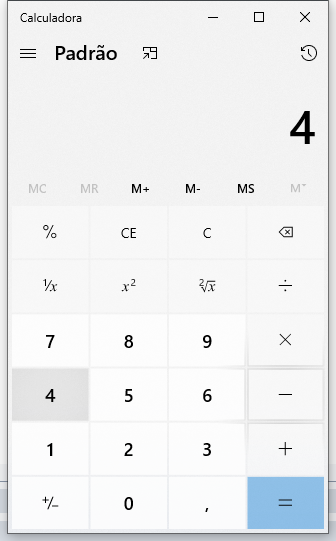 Calculadora
Padrão
4
MC MR M+ M- MS M˅
% CE C
¹/x x² ²√x ÷
7 8 9 ×
4 5 6 −
1 2 3 +
+/− 0 , =